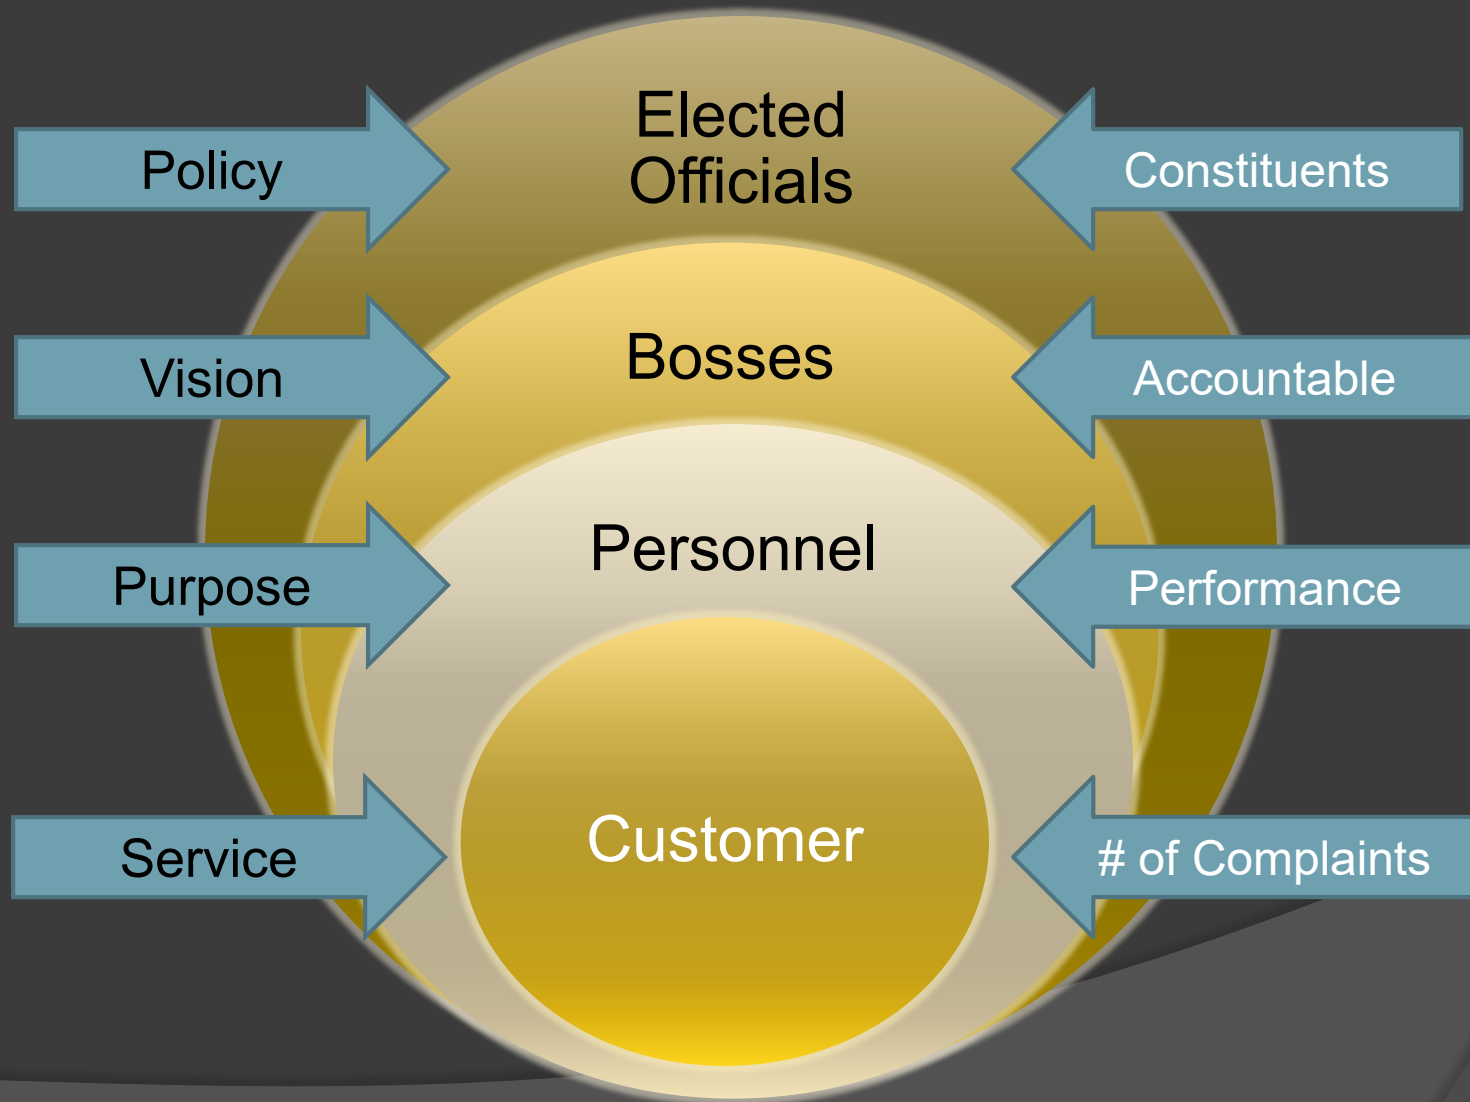 Elected
Officials
Policy
Constituents
Bosses
Vision
Accountable
Personnel
Purpose
Performance
Customer
Service
# of Complaints